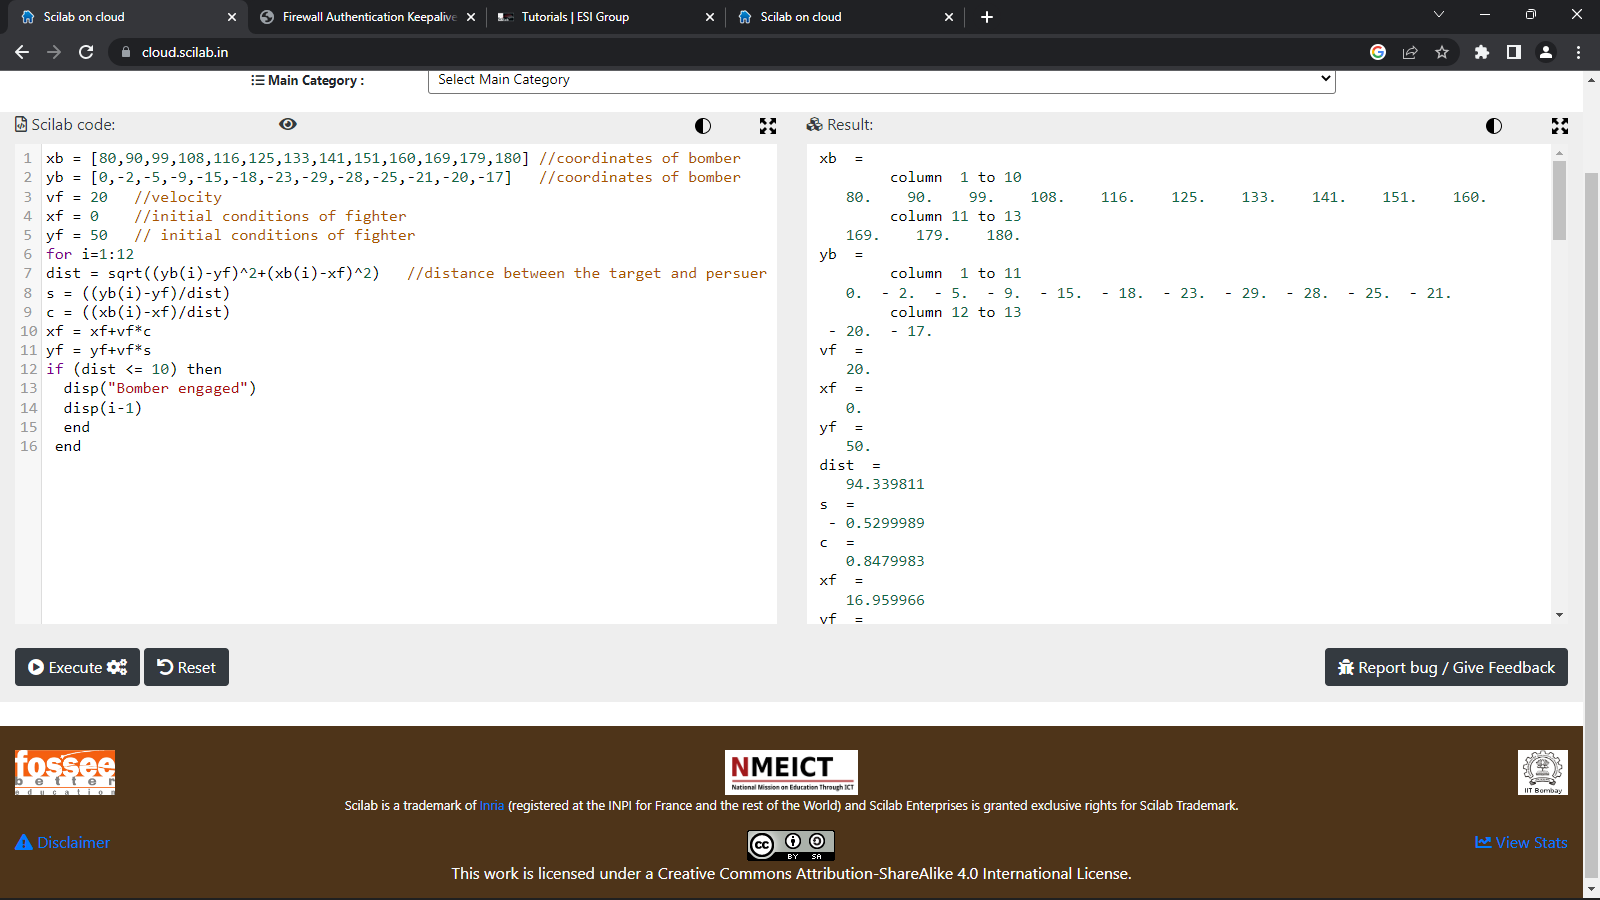 Scilab on cloud
Firewall Authentication Keepalive
Tutorials | ESI Group
Scilab on cloud
cloud.scilab.in
Main Category :
Select Main Category
Scilab code:
Result:
1 xb = [80,90,99,108,116,125,133,141,151,160,169,179,180] //coordinates of bomber
2 yb = [0,-2,-5,-9,-15,-18,-23,-29,-28,-25,-21,-20,-17]   //coordinates of bomber
3 vf = 20   //velocity
4 xf = 0    //initial conditions of fighter
5 yf = 50   // initial conditions of fighter
6 for i=1:12
7 dist = sqrt((yb(i)-yf)^2+(xb(i)-xf)^2)   //distance between the target and persuer
8 s = ((yb(i)-yf)/dist)
9 c = ((xb(i)-xf)/dist)
10 xf = xf+vf*c
11 yf = yf+vf*s
12 if (dist <= 10) then
13   disp("Bomber engaged")
14   disp(i-1)
15   end
16  end
xb  =
column  1 to 10
80.    90.    99.    108.    116.    125.    133.    141.    151.    160.
column 11 to 13
169.    179.    180.
yb  =
column  1 to 11
0.  - 2.  - 5.  - 9.  - 15.  - 18.  - 23.  - 29.  - 28.  - 25.  - 21.
column 12 to 13
- 20.  - 17.
vf  =
20.
xf  =
0.
yf  =
50.
dist  =
94.339811
s  =
- 0.5299989
c  =
0.8479983
xf  =
16.959966
yf  =
Execute
Reset
Report bug / Give Feedback
fossee
better
education
NMEICT
National Mission on Education Through ICT
IIT Bombay
Scilab is a trademark of Inria (registered at the INPI for France and the rest of the World) and Scilab Enterprises is granted exclusive rights for Scilab Trademark.
Disclaimer
cc
BY SA
View Stats
This work is licensed under a Creative Commons Attribution-ShareAlike 4.0 International License.